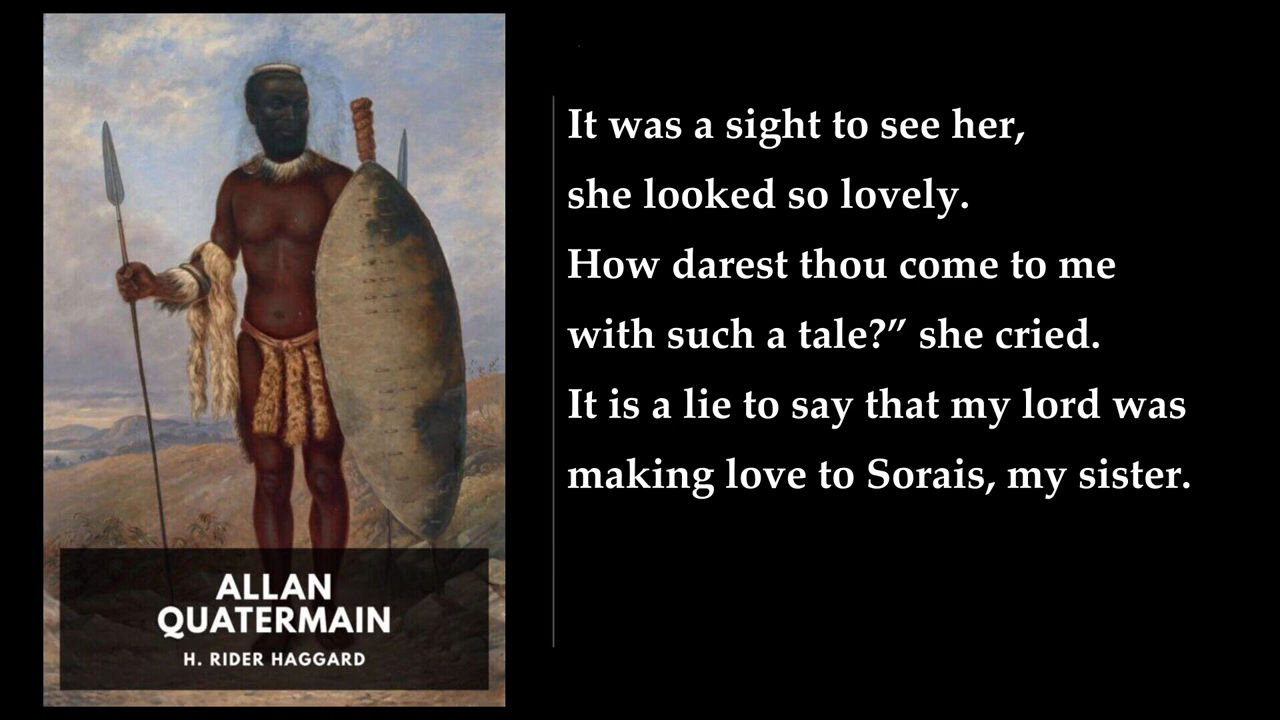 ALLAN
QUATERMAIN
H. RIDER HAGGARD
It was a sight to see her,
she looked so lovely.
How darest thou come to me
with such a tale?” she cried.
It is a lie to say that my lord was
making love to Sorais, my sister.